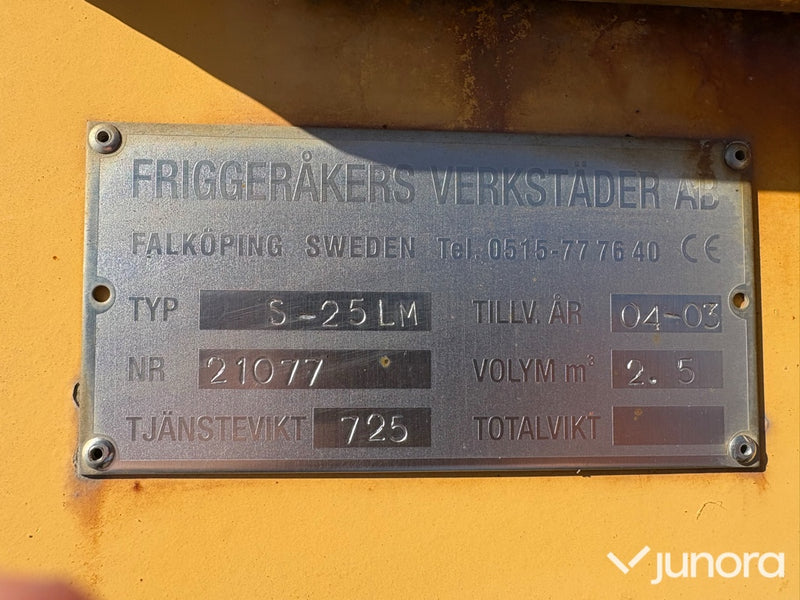 FRIGGERÅKERS VERKSTÄDER AB
FALKÖPING SWEDEN Tel. 0515-77 76 40 CE
TYP S-25LM TILLV. ÅR 04-03
NR 21077 VOLYM m³ 2.5
TJÄNSTEVIKT 725 TOTALVIKT
junora